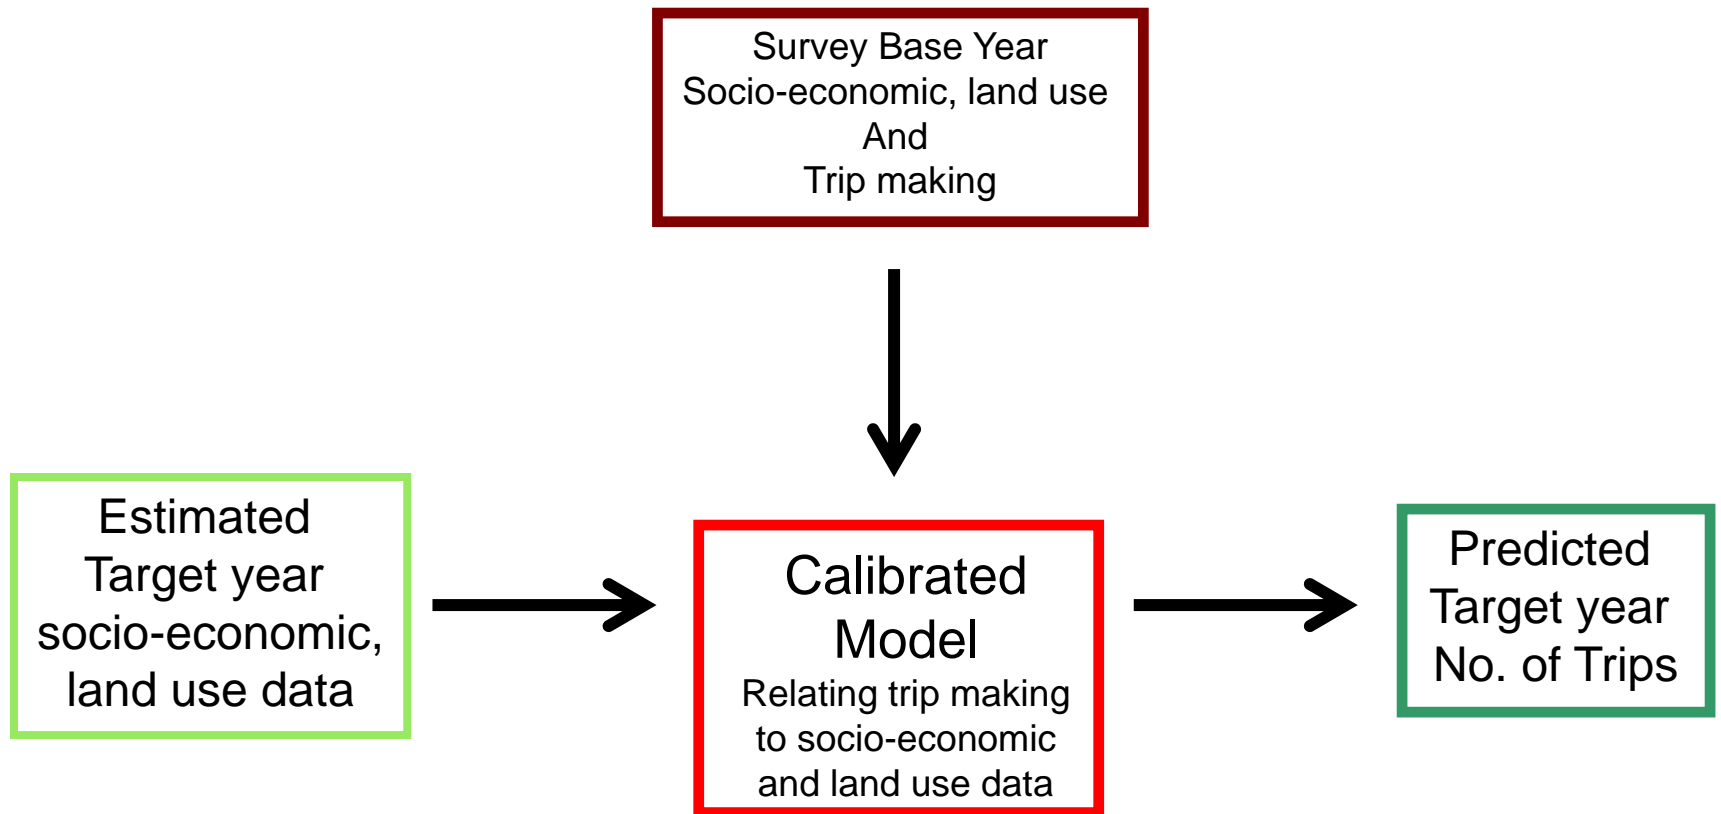 Survey Base Year
Socio-economic, land use
And
Trip making
Estimated
Target year
socio-economic,
land use data
Calibrated
Model
Relating trip making
to socio-economic
and land use data
Predicted
Target year
No. of Trips